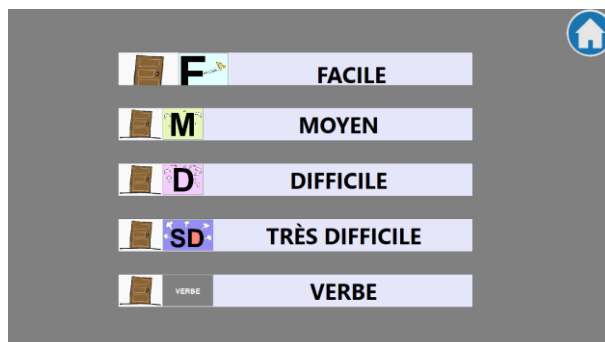 F FACILE
M MOYEN
D DIFFICILE
SD TRÈS DIFFICILE
VERBE VERBE